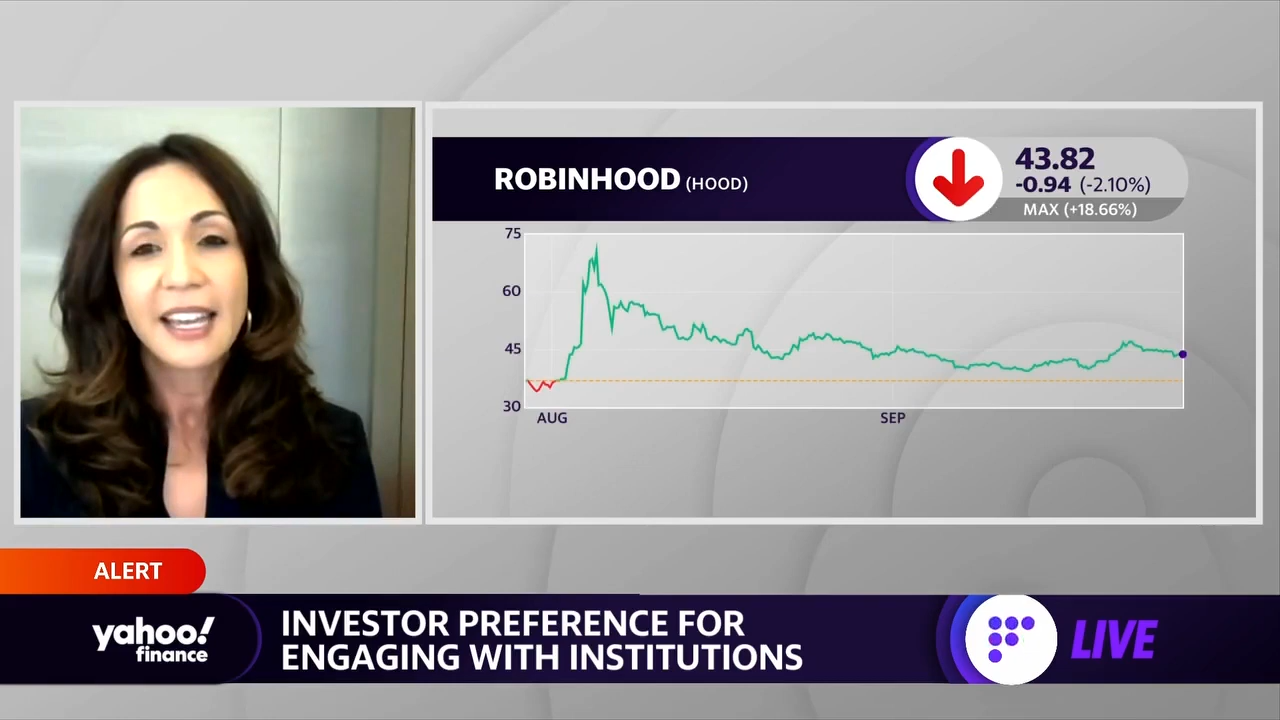 ROBINHOOD (HOOD)
43.82
-0.94 (-2.10%)
MAX (+18.66%)
75
60
45
30
AUG
SEP
ALERT
yahoo!
finance
INVESTOR PREFERENCE FOR
ENGAGING WITH INSTITUTIONS
LIVE